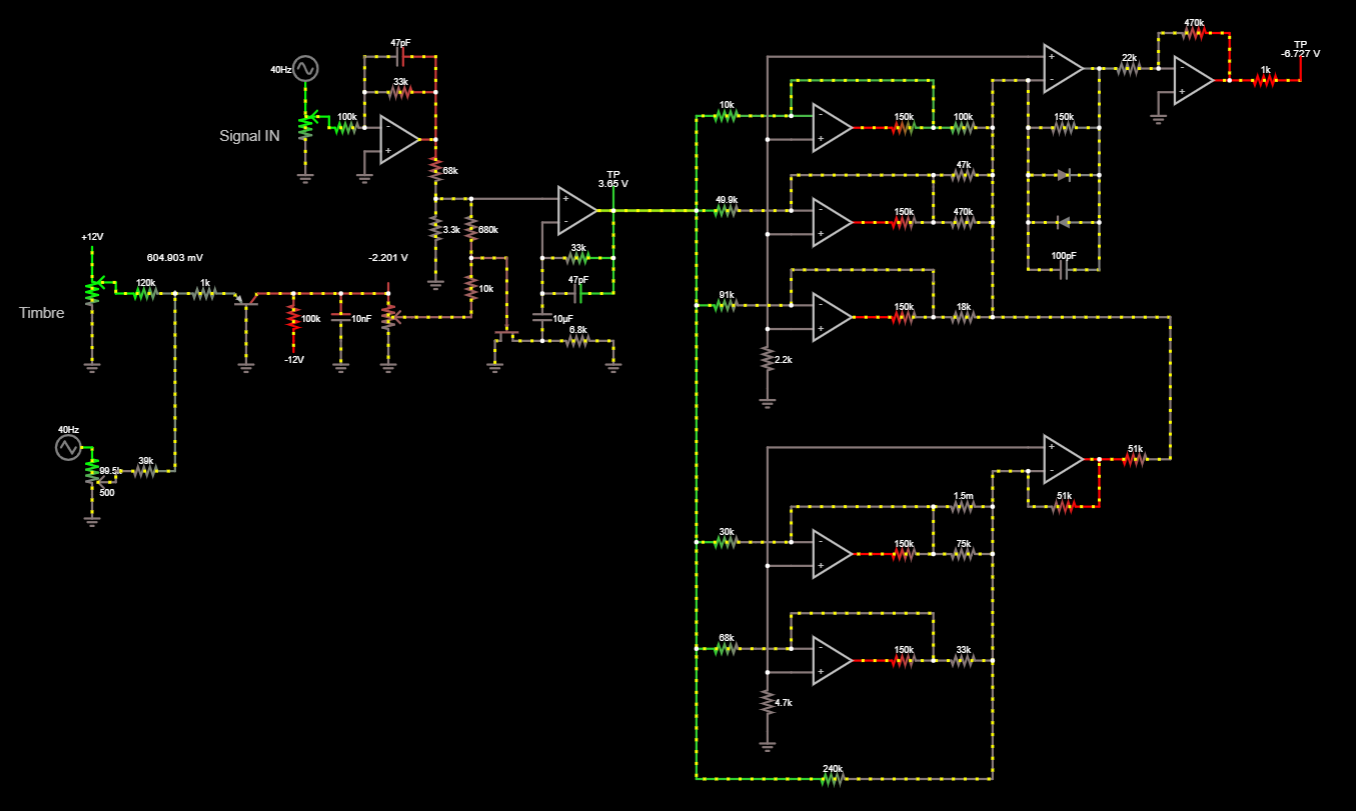 470k
47pF
TP
-6.727 V
22k
40Hz
1k
33k
10k
150k
100k
100k
150k
Signal IN
47k
68k
TP
3.65 V
49.9k
150k
470k
3.3k
680k
+12V
33k
604.903 mV
-2.201 V
100pF
47pF
120k
1k
10k
91k
150k
18k
Timbre
100k
10nF
10µF
6.8k
-12V
2.2k
40Hz
51k
39k
99.5
500
1.5m
51k
30k
150k
75k
68k
150k
33k
4.7k
240k